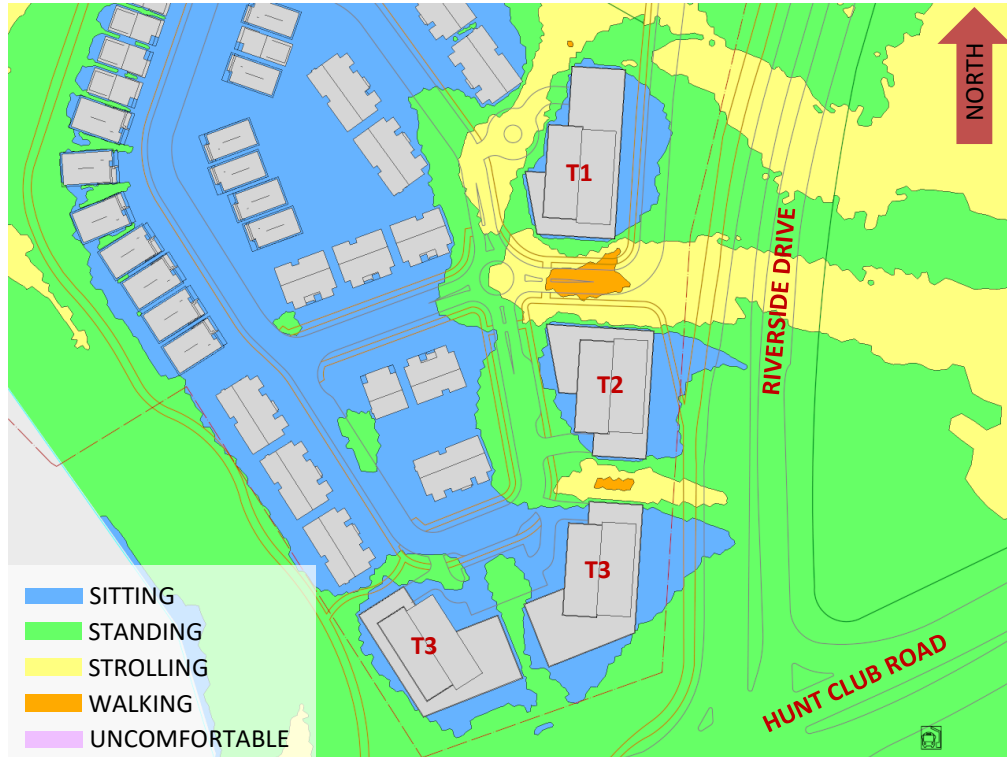 NORTH
T1
RIVERSIDE DRIVE
T2
T3
T3
HUNT CLUB ROAD
SITTING
STANDING
STROLLING
WALKING
UNCOMFORTABLE